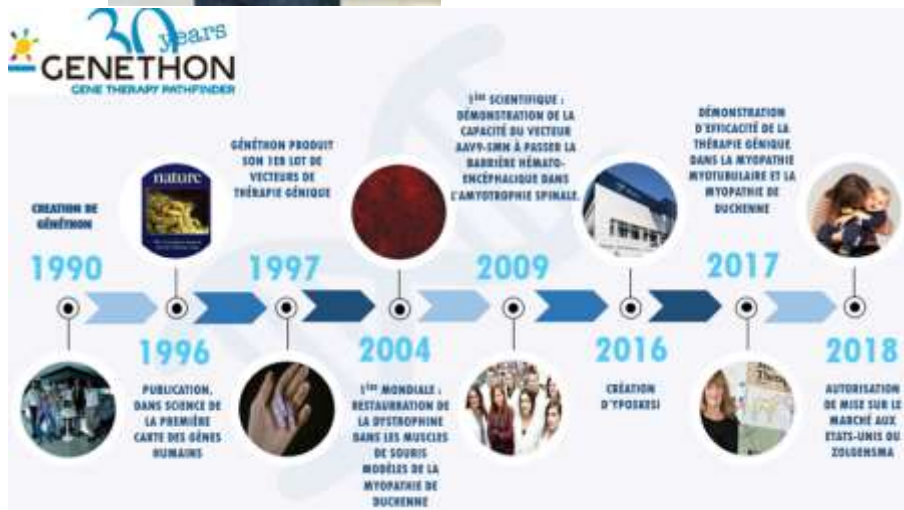 30 years
GENETHON
GENE THERAPY PATHFINDER
CREATION DE
GÉNÉTHON
1990
nature
1996
PUBLICATION,
DANS SCIENCE DE
LA PREMIÈRE
CARTE DES GÈNES
HUMAINS
GÉNÉTHON PRODUIT
SON 1ER LOT DE
VECTEURS DE
THÉRAPIE GÉNIQUE
1997
2004
1ère MONDIALE :
RESTAURATION DE
LA DYSTROPHINE
DANS LES MUSCLES
DE SOURIS
MODÈLES DE LA
MYOPATHIE DE
DUCHENNE
1ère SCIENTIFIQUE :
DÉMONSTRATION DE LA
CAPACITÉ DU VECTEUR
AAV9-SMN À PASSER LA
BARRIÈRE HÉMATO-
ENCÉPHALIQUE DANS
L'AMYOTROPHIE SPINALE.
2009
2016
CRÉATION
D'YPOSKESI
DÉMONSTRATION
D'EFFICACITÉ DE LA
THÉRAPIE GÉNIQUE
DANS LA MYOPATHIE
MYOTUBULAIRE ET LA
MYOPATHIE DE
DUCHENNE
2017
2018
AUTORISATION
DE MISE SUR LE
MARCHÉ AUX
ETATS-UNIS DU
ZOLGENSMA